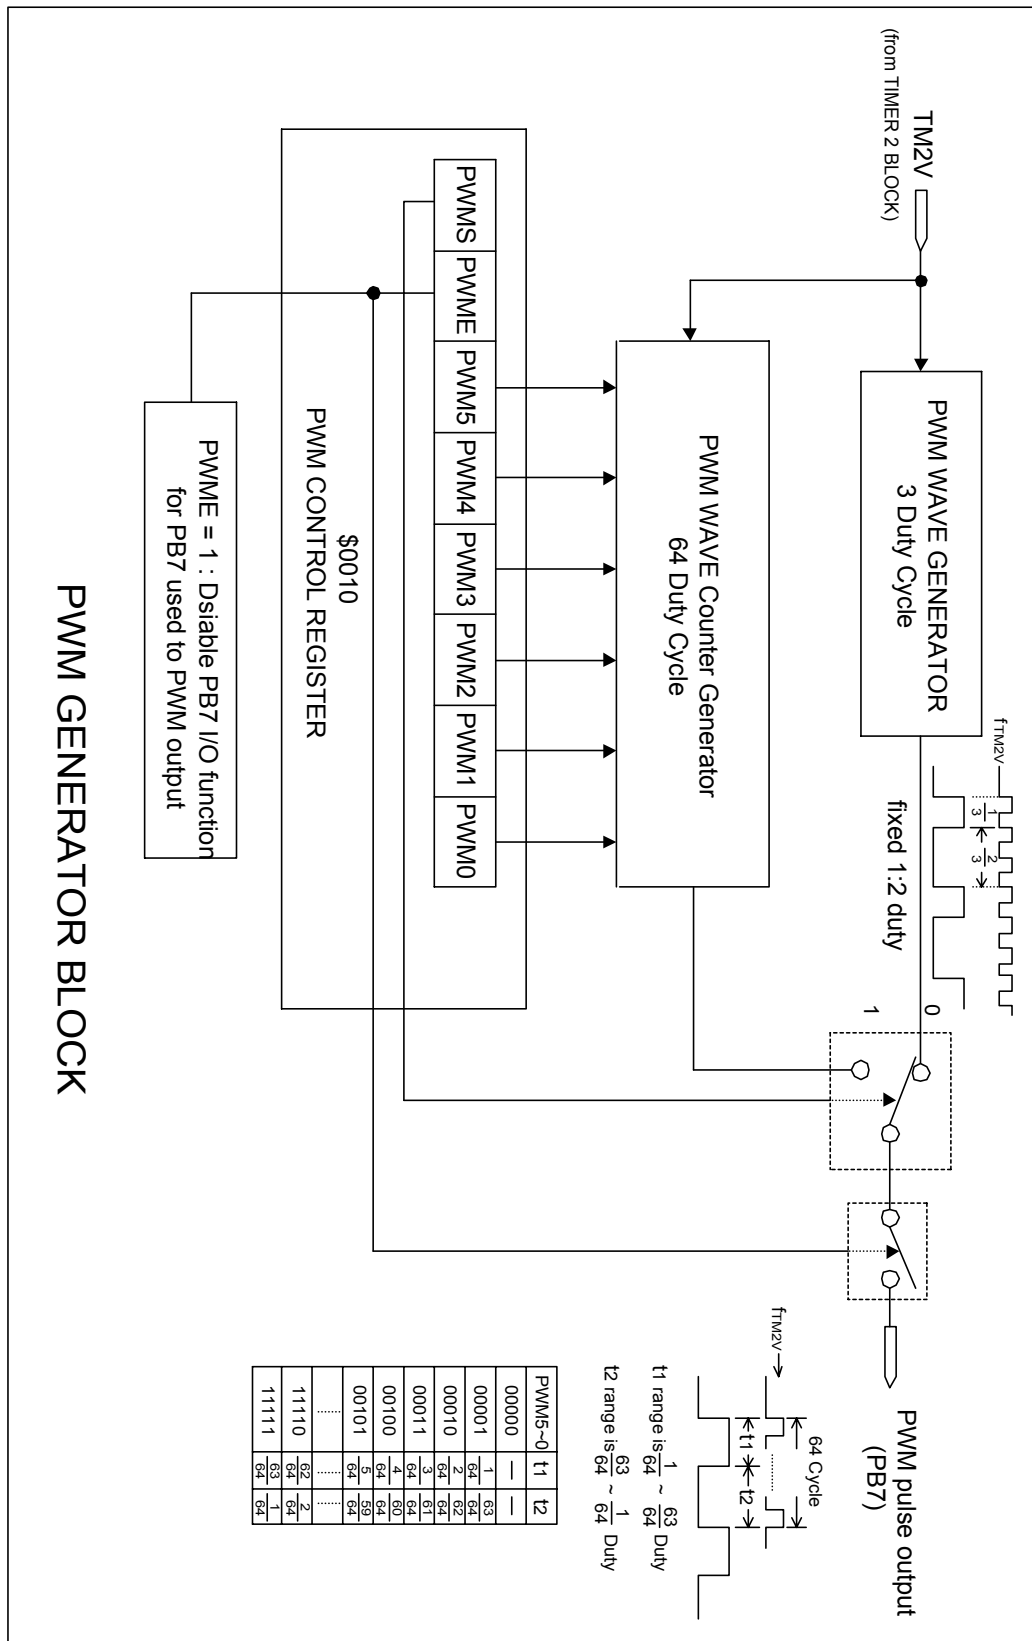 TM2V
(from TIMER 2 BLOCK)
PWM WAVE GENERATOR
3 Duty Cycle
fTM2V
1/3
2/3
fixed 1:2 duty
0
1
PWM pulse output
(PB7)
PWM WAVE Counter Generator
64 Duty Cycle
PWMS
PWME
PWM5
PWM4
PWM3
PWM2
PWM1
PWM0
$0010
PWM CONTROL REGISTER
PWME = 1 : Dsiable PB7 I/O function
for PB7 used to PWM output
64 Cycle
fTM2V
t1
t2
t1 range is 1/64 ~ 63/64 Duty
t2 range is 63/64 ~ 1/64 Duty
PWM5~0 t1 t2
00000 — —
00001 1/64 63/64
00010 2/64 62/64
00011 3/64 61/64
00100 4/64 60/64
00101 5/64 59/64
........ ........ ........
11110 62/64 2/64
11111 63/64 1/64
PWM GENERATOR BLOCK